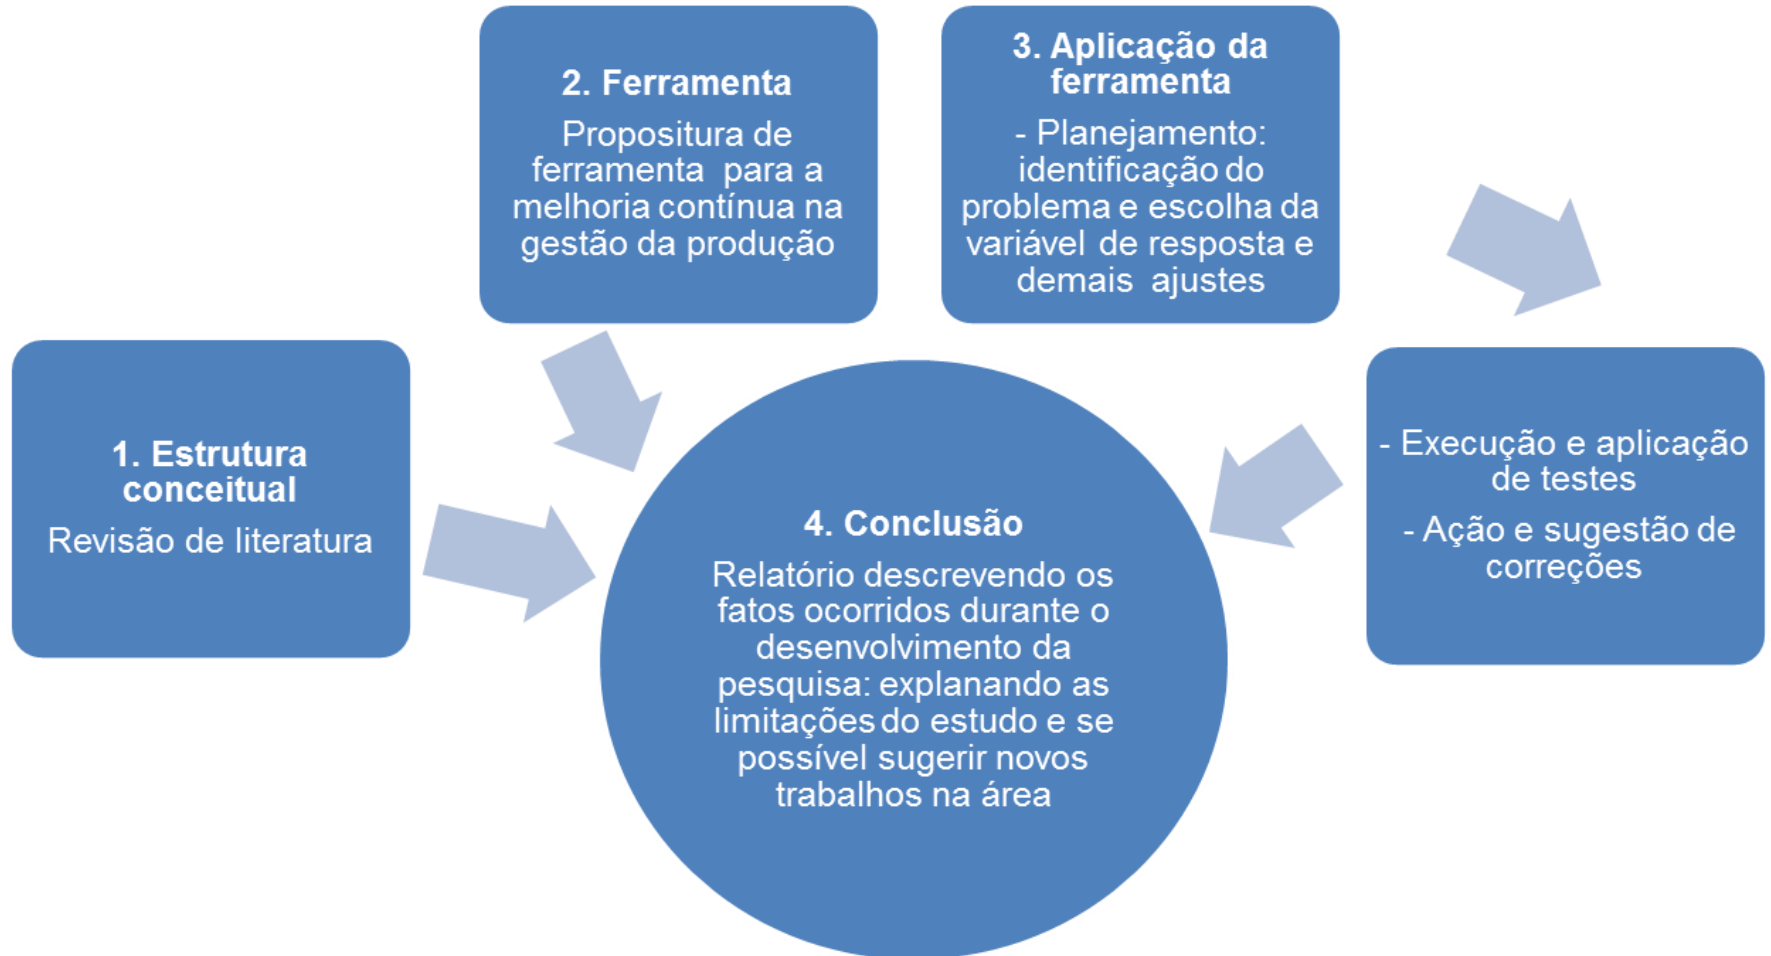 1. Estrutura
conceitual
Revisão de literatura
2. Ferramenta
Propositura de
ferramenta para a
melhoria contínua na
gestão da produção
3. Aplicação da
ferramenta
- Planejamento:
identificação do
problema e escolha da
variável de resposta e
demais ajustes
- Execução e aplicação
de testes
- Ação e sugestão de
correções
4. Conclusão
Relatório descrevendo os
fatos ocorridos durante o
desenvolvimento da
pesquisa: explanando as
limitações do estudo e se
possível sugerir novos
trabalhos na área